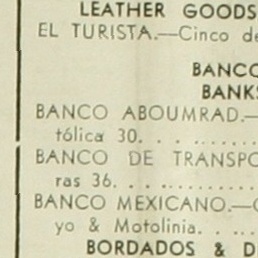 LEATHER GOODS
EL TURISTA.—Cinco de
BANCO
BANKS
BANCO ABOUMRAD.—
tólica 30. . . . . . . . . . .
BANCO DE TRANSPO
ras 36. . . . . . . . . . . . .
BANCO MEXICANO.—
yo & Motolinia. . . . .
BORDADOS & D